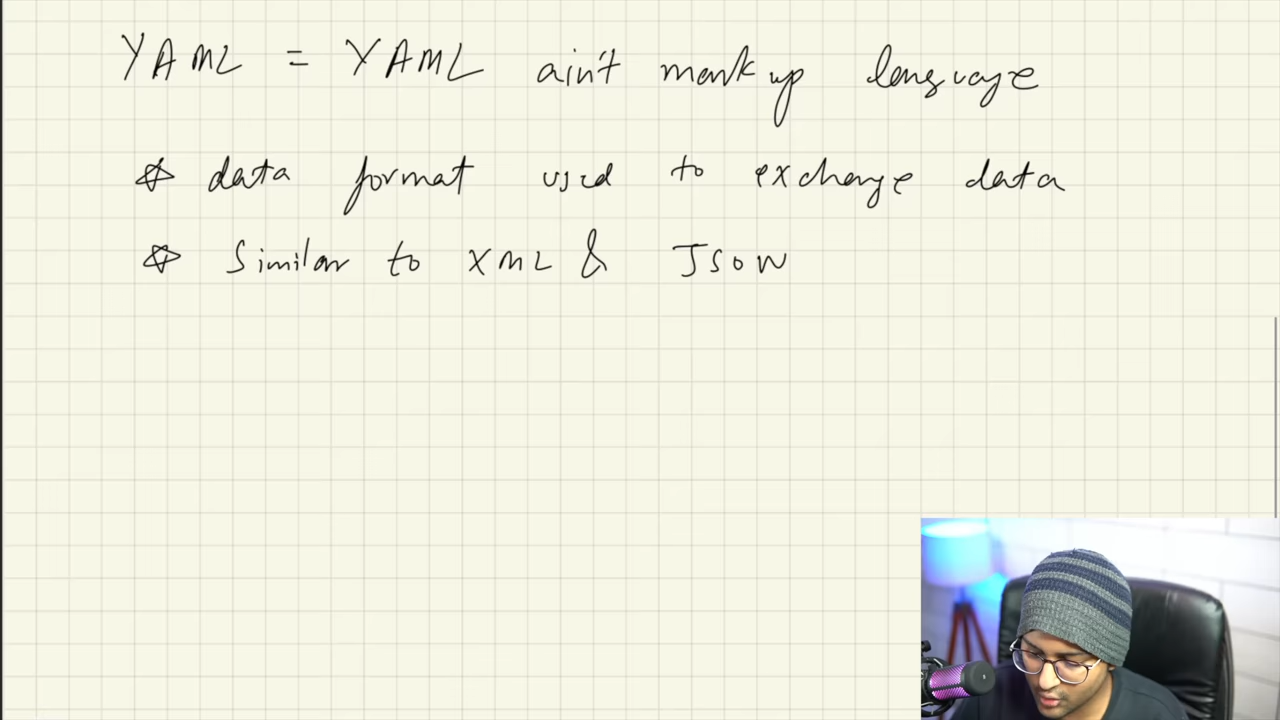 YAML = YAML ain't markup language
☆ data format used to exchange data
☆ Similar to XML & JSON